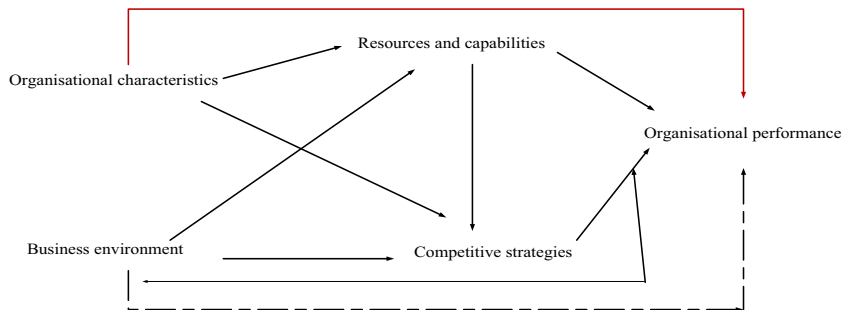 Resources and capabilities
Organisational characteristics
Organisational performance
Business environment
Competitive strategies